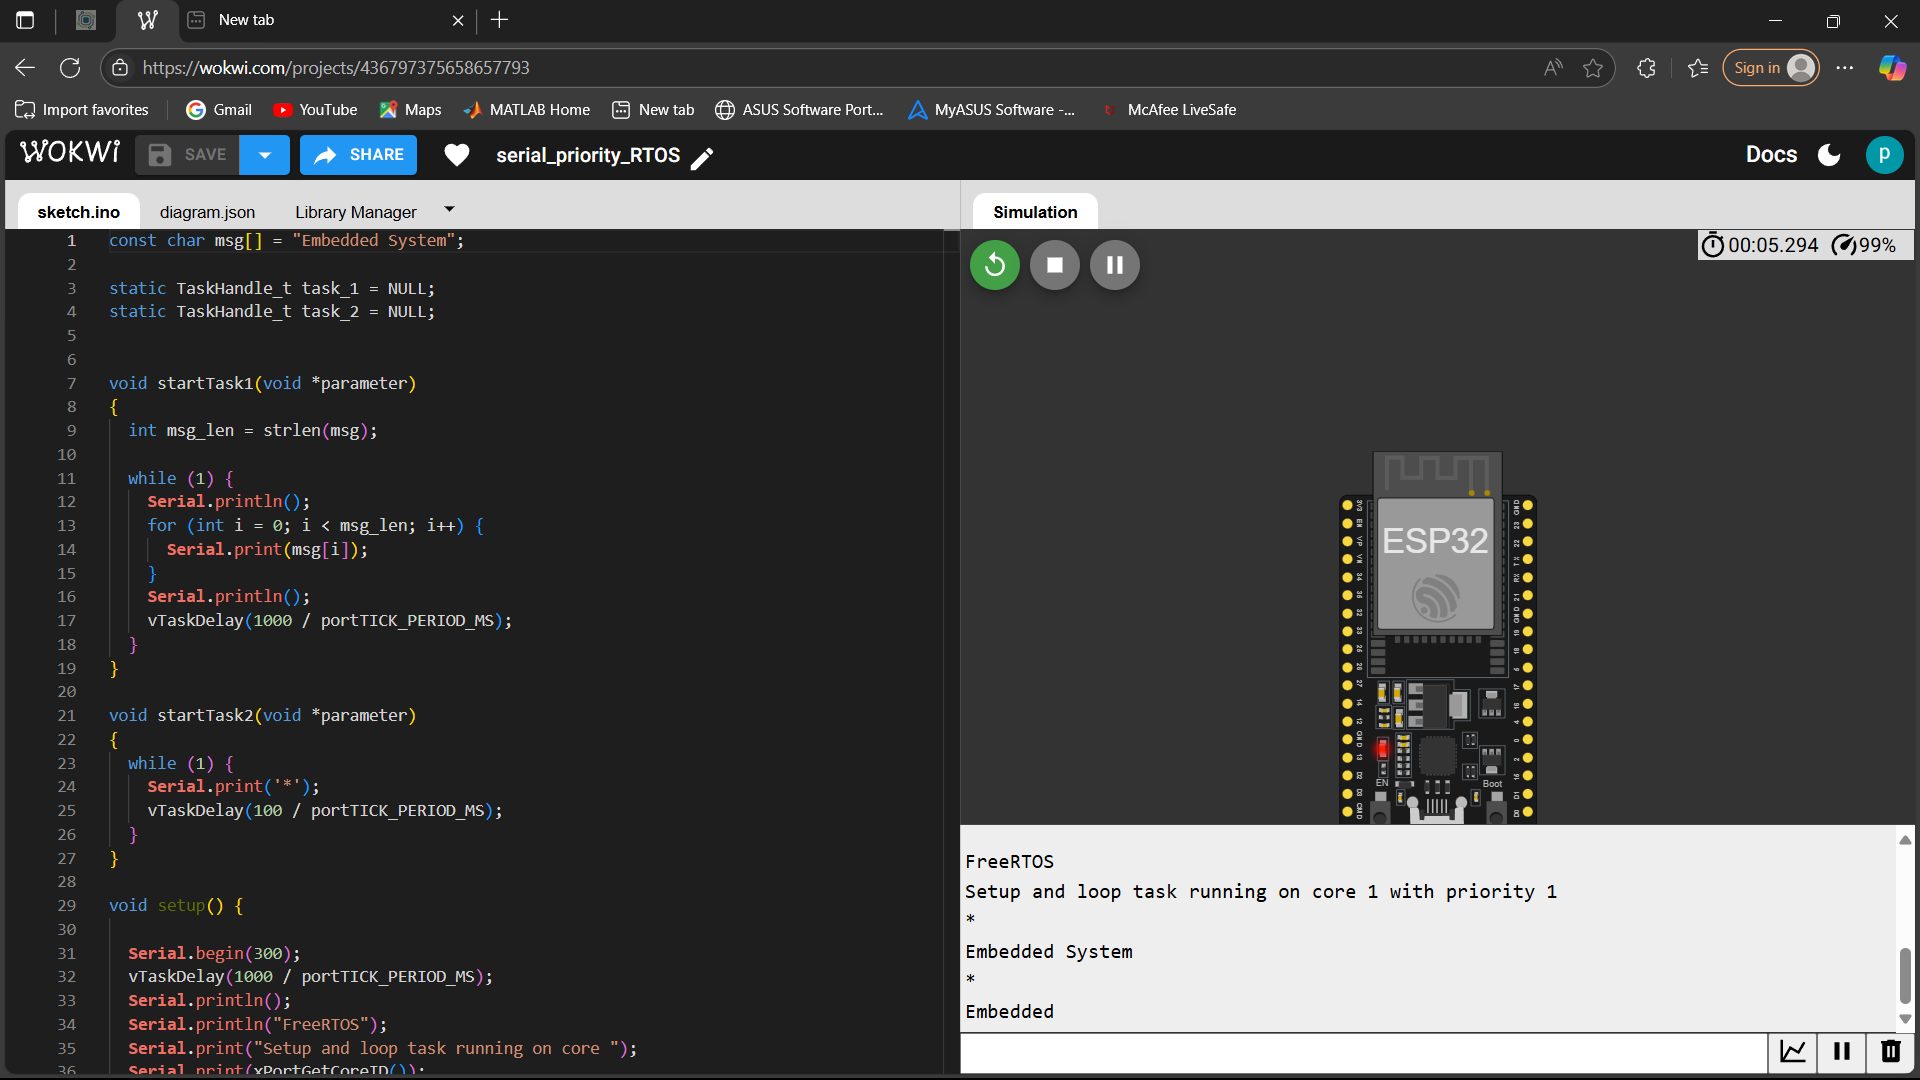 New tab
https://wokwi.com/projects/436797375658657793
Sign in
Import favorites
Gmail
YouTube
Maps
MATLAB Home
New tab
ASUS Software Port...
MyASUS Software -...
McAfee LiveSafe
WOKWi
SAVE
SHARE
serial_priority_RTOS
Docs
p
sketch.ino
diagram.json
Library Manager
Simulation
00:05.294
99%
1 const char msg[] = "Embedded System";
2
3 static TaskHandle_t task_1 = NULL;
4 static TaskHandle_t task_2 = NULL;
5
6
7 void startTask1(void *parameter)
8 {
9 int msg_len = strlen(msg);
10
11 while (1) {
12 Serial.println();
13 for (int i = 0; i < msg_len; i++) {
14 Serial.print(msg[i]);
15 }
16 Serial.println();
17 vTaskDelay(1000 / portTICK_PERIOD_MS);
18 }
19 }
20
21 void startTask2(void *parameter)
22 {
23 while (1) {
24 Serial.print('*');
25 vTaskDelay(100 / portTICK_PERIOD_MS);
26 }
27 }
28
29 void setup() {
30
31 Serial.begin(300);
32 vTaskDelay(1000 / portTICK_PERIOD_MS);
33 Serial.println();
34 Serial.println("FreeRTOS");
35 Serial.print("Setup and loop task running on core ");
36 Serial.print(xPortGetCoreID());
ESP32
EN
Boot
FreeRTOS
Setup and loop task running on core 1 with priority 1
*
Embedded System
*
Embedded